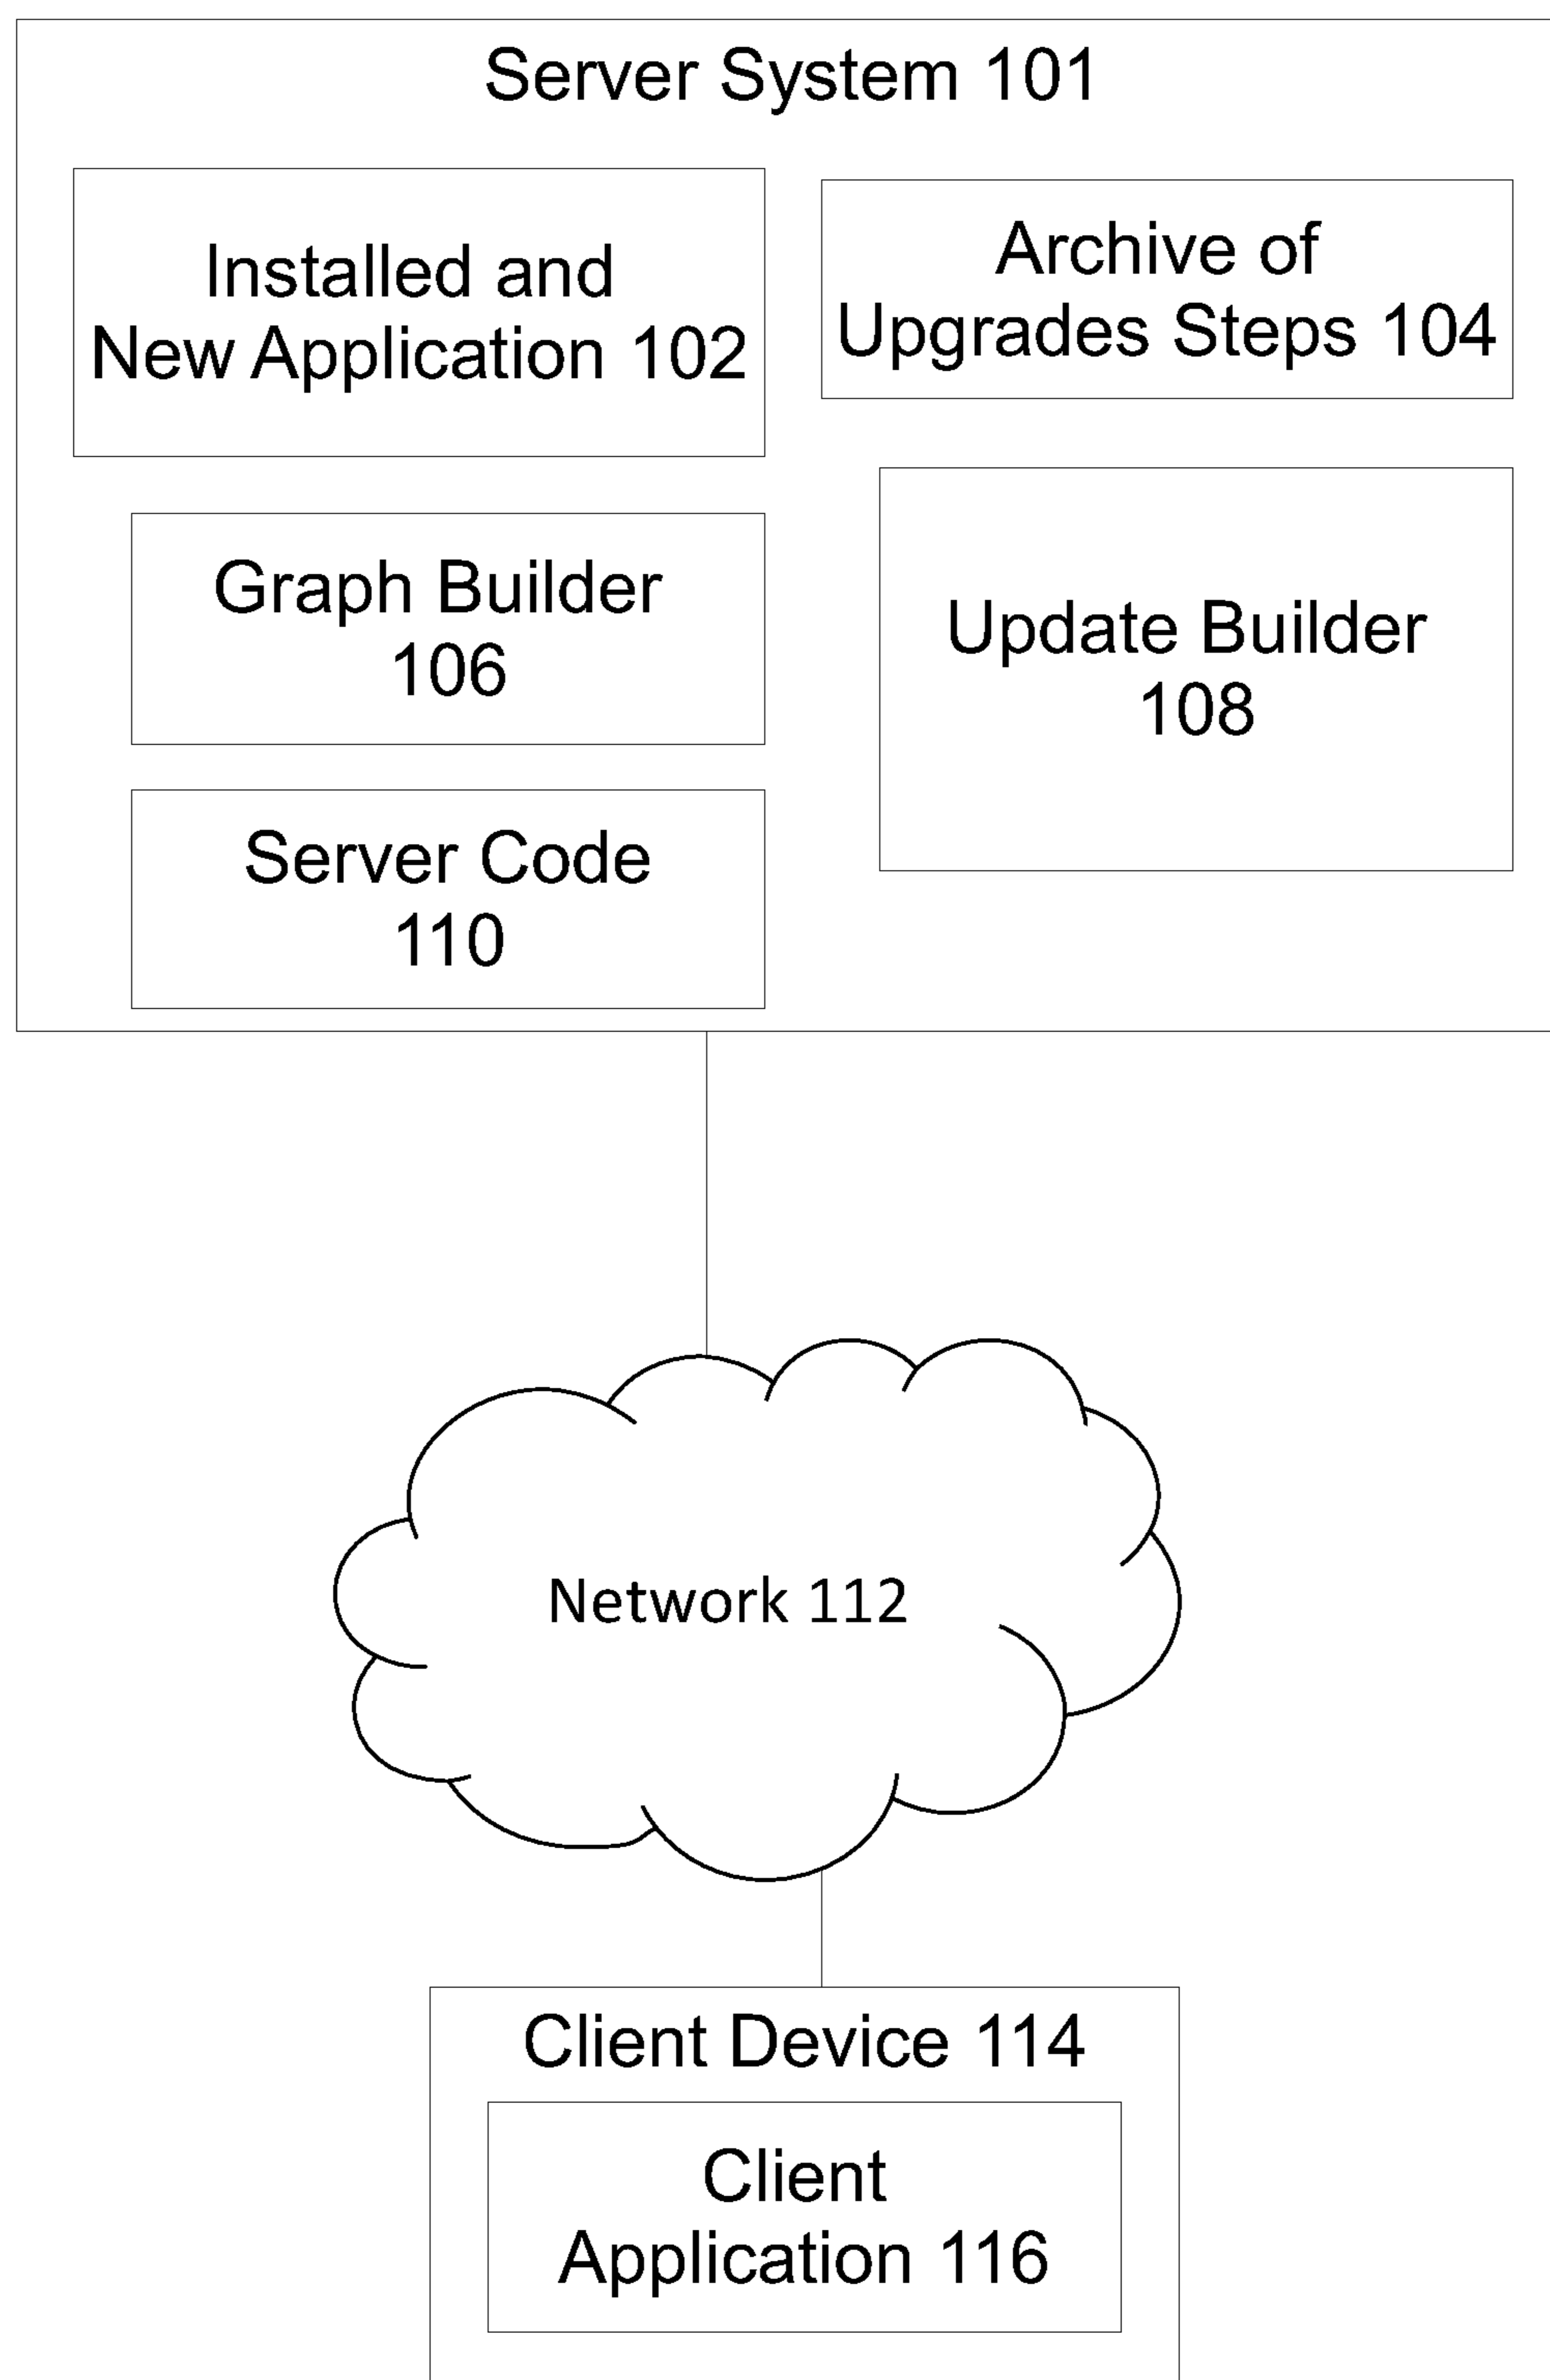 Server System 101
Installed and
New Application 102
Archive of
Upgrades Steps 104
Graph Builder
106
Update Builder
108
Server Code
110
Network 112
Client Device 114
Client
Application 116